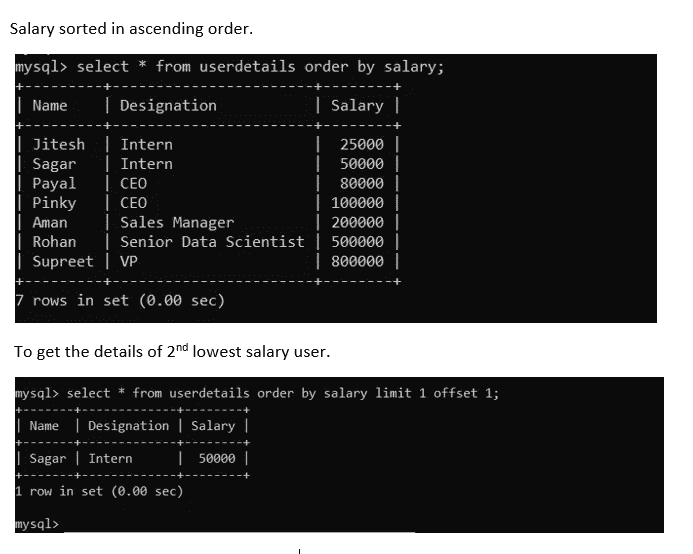 Salary sorted in ascending order.
mysql> select * from userdetails order by salary;
+----------+-------------------------+--------+
| Name     | Designation             | Salary |
+----------+-------------------------+--------+
| Jitesh   | Intern                  |  25000 |
| Sagar    | Intern                  |  50000 |
| Payal    | CEO                     |  80000 |
| Pinky    | CEO                     | 100000 |
| Aman     | Sales Manager           | 200000 |
| Rohan    | Senior Data Scientist   | 500000 |
| Supreet  | VP                      | 800000 |
+----------+-------------------------+--------+
7 rows in set (0.00 sec)
To get the details of 2nd lowest salary user.
mysql> select * from userdetails order by salary limit 1 offset 1;
+-------+-------------+--------+
| Name  | Designation | Salary |
+-------+-------------+--------+
| Sagar | Intern      |  50000 |
+-------+-------------+--------+
1 row in set (0.00 sec)
mysql>